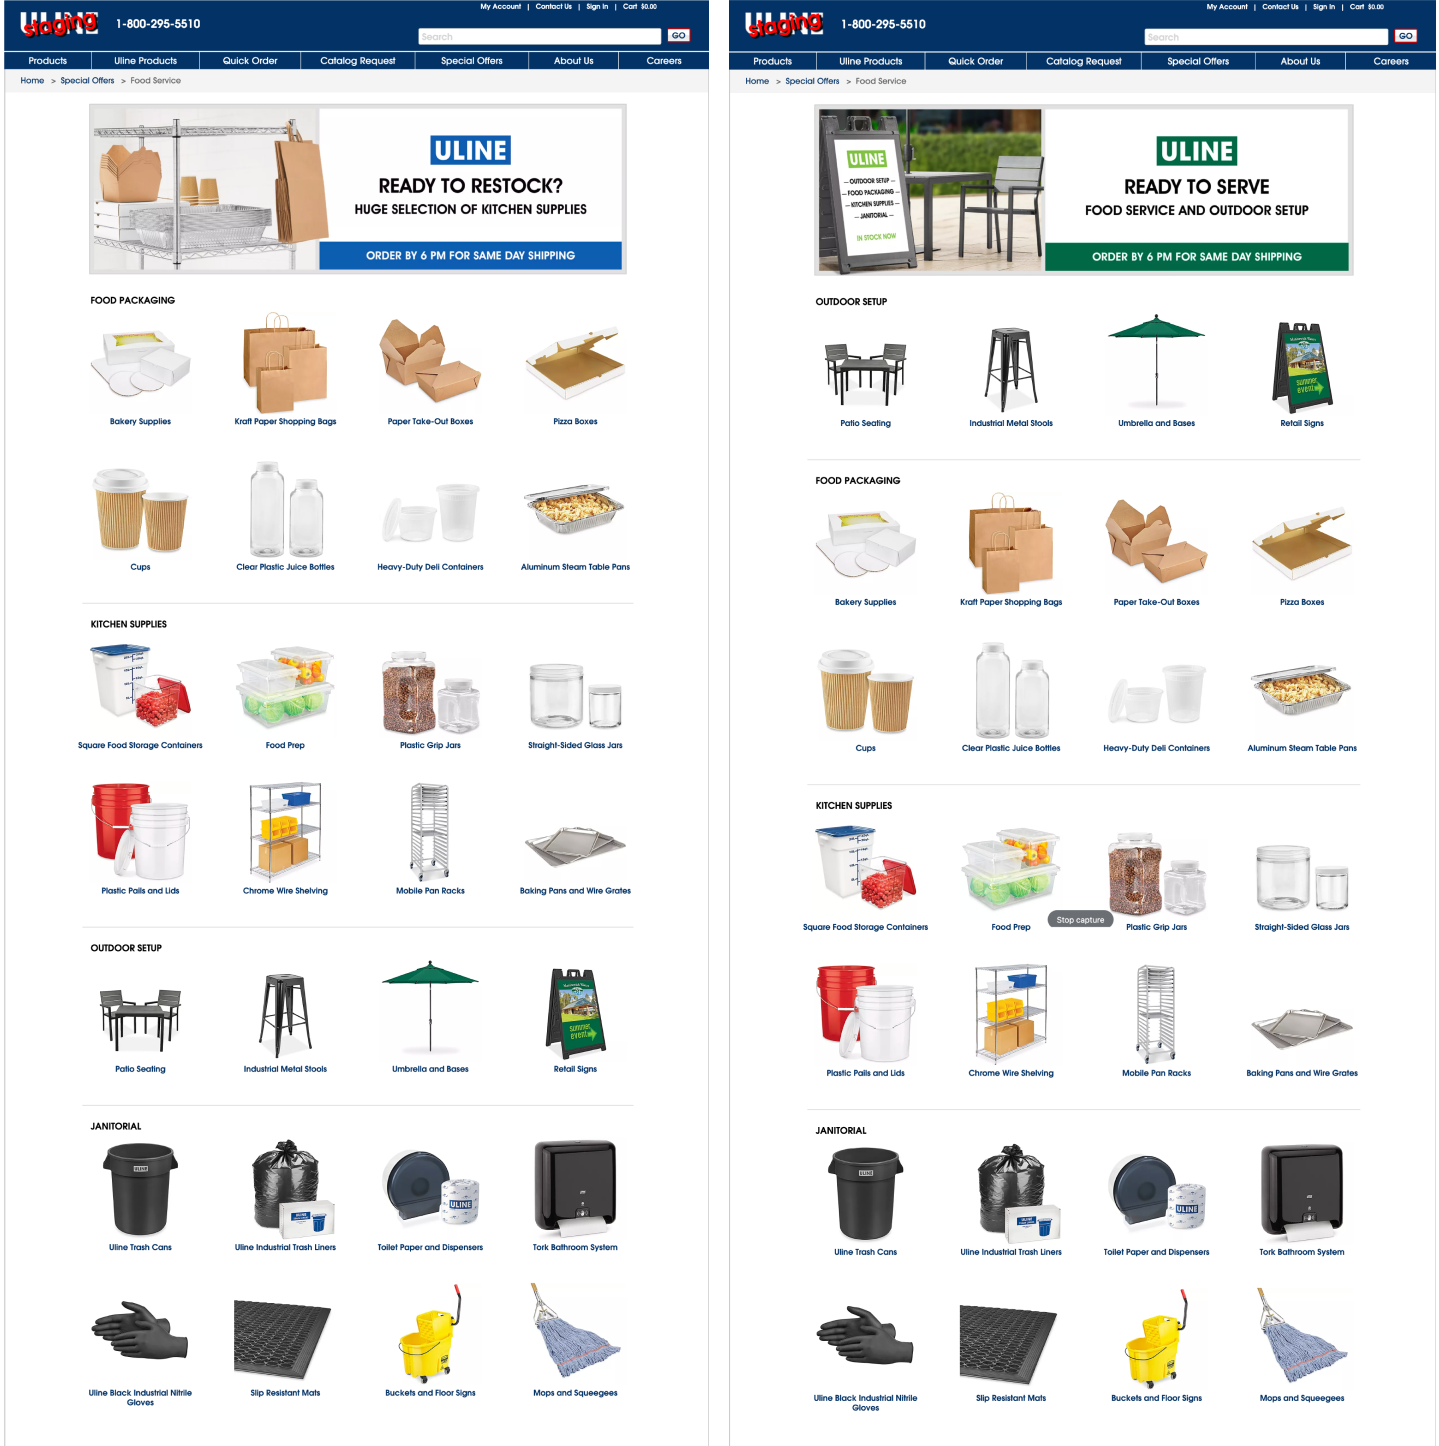 My Account | Contact Us | Sign In | Cart $0.00
ULINE
staging
1-800-295-5510
Search
GO
Products
Uline Products
Quick Order
Catalog Request
Special Offers
About Us
Careers
Home > Special Offers > Food Service
ULINE
READY TO RESTOCK?
HUGE SELECTION OF KITCHEN SUPPLIES
ORDER BY 6 PM FOR SAME DAY SHIPPING
FOOD PACKAGING
Bakery Supplies
Kraft Paper Shopping Bags
Paper Take-Out Boxes
Pizza Boxes
Cups
Clear Plastic Juice Bottles
Heavy-Duty Deli Containers
Aluminum Steam Table Pans
KITCHEN SUPPLIES
Square Food Storage Containers
Food Prep
Plastic Grip Jars
Straight-Sided Glass Jars
Plastic Pails and Lids
Chrome Wire Shelving
Mobile Pan Racks
Baking Pans and Wire Grates
OUTDOOR SETUP
summer
event
Patio Seating
Industrial Metal Stools
Umbrella and Bases
Retail Signs
JANITORIAL
ULINE
ULINE
ULINE
Uline Trash Cans
Uline Industrial Trash Liners
Toilet Paper and Dispensers
Tork Bathroom System
Uline Black Industrial Nitrile
Gloves
Slip Resistant Mats
Buckets and Floor Signs
Mops and Squeegees
My Account | Contact Us | Sign In | Cart $0.00
ULINE
staging
1-800-295-5510
Search
GO
Products
Uline Products
Quick Order
Catalog Request
Special Offers
About Us
Careers
Home > Special Offers > Food Service
ULINE
— OUTDOOR SETUP —
— FOOD PACKAGING —
— KITCHEN SUPPLIES —
— JANITORIAL —
IN STOCK NOW
ULINE
READY TO SERVE
FOOD SERVICE AND OUTDOOR SETUP
ORDER BY 6 PM FOR SAME DAY SHIPPING
OUTDOOR SETUP
summer
event
Patio Seating
Industrial Metal Stools
Umbrella and Bases
Retail Signs
FOOD PACKAGING
Bakery Supplies
Kraft Paper Shopping Bags
Paper Take-Out Boxes
Pizza Boxes
Cups
Clear Plastic Juice Bottles
Heavy-Duty Deli Containers
Aluminum Steam Table Pans
KITCHEN SUPPLIES
Stop capture
Square Food Storage Containers
Food Prep
Plastic Grip Jars
Straight-Sided Glass Jars
Plastic Pails and Lids
Chrome Wire Shelving
Mobile Pan Racks
Baking Pans and Wire Grates
JANITORIAL
ULINE
ULINE
ULINE
Uline Trash Cans
Uline Industrial Trash Liners
Toilet Paper and Dispensers
Tork Bathroom System
Uline Black Industrial Nitrile
Gloves
Slip Resistant Mats
Buckets and Floor Signs
Mops and Squeegees